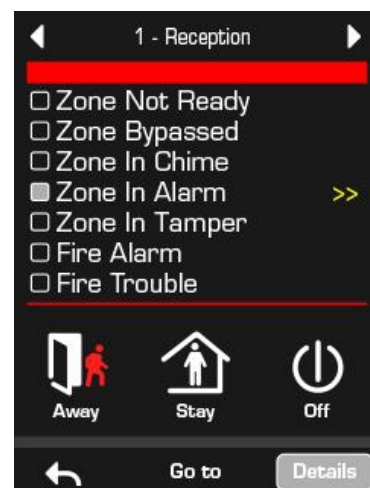 1 - Reception
Zone Not Ready
Zone Bypassed
Zone In Chime
Zone In Alarm >>
Zone In Tamper
Fire Alarm
Fire Trouble
Away Stay Off
Go to Details